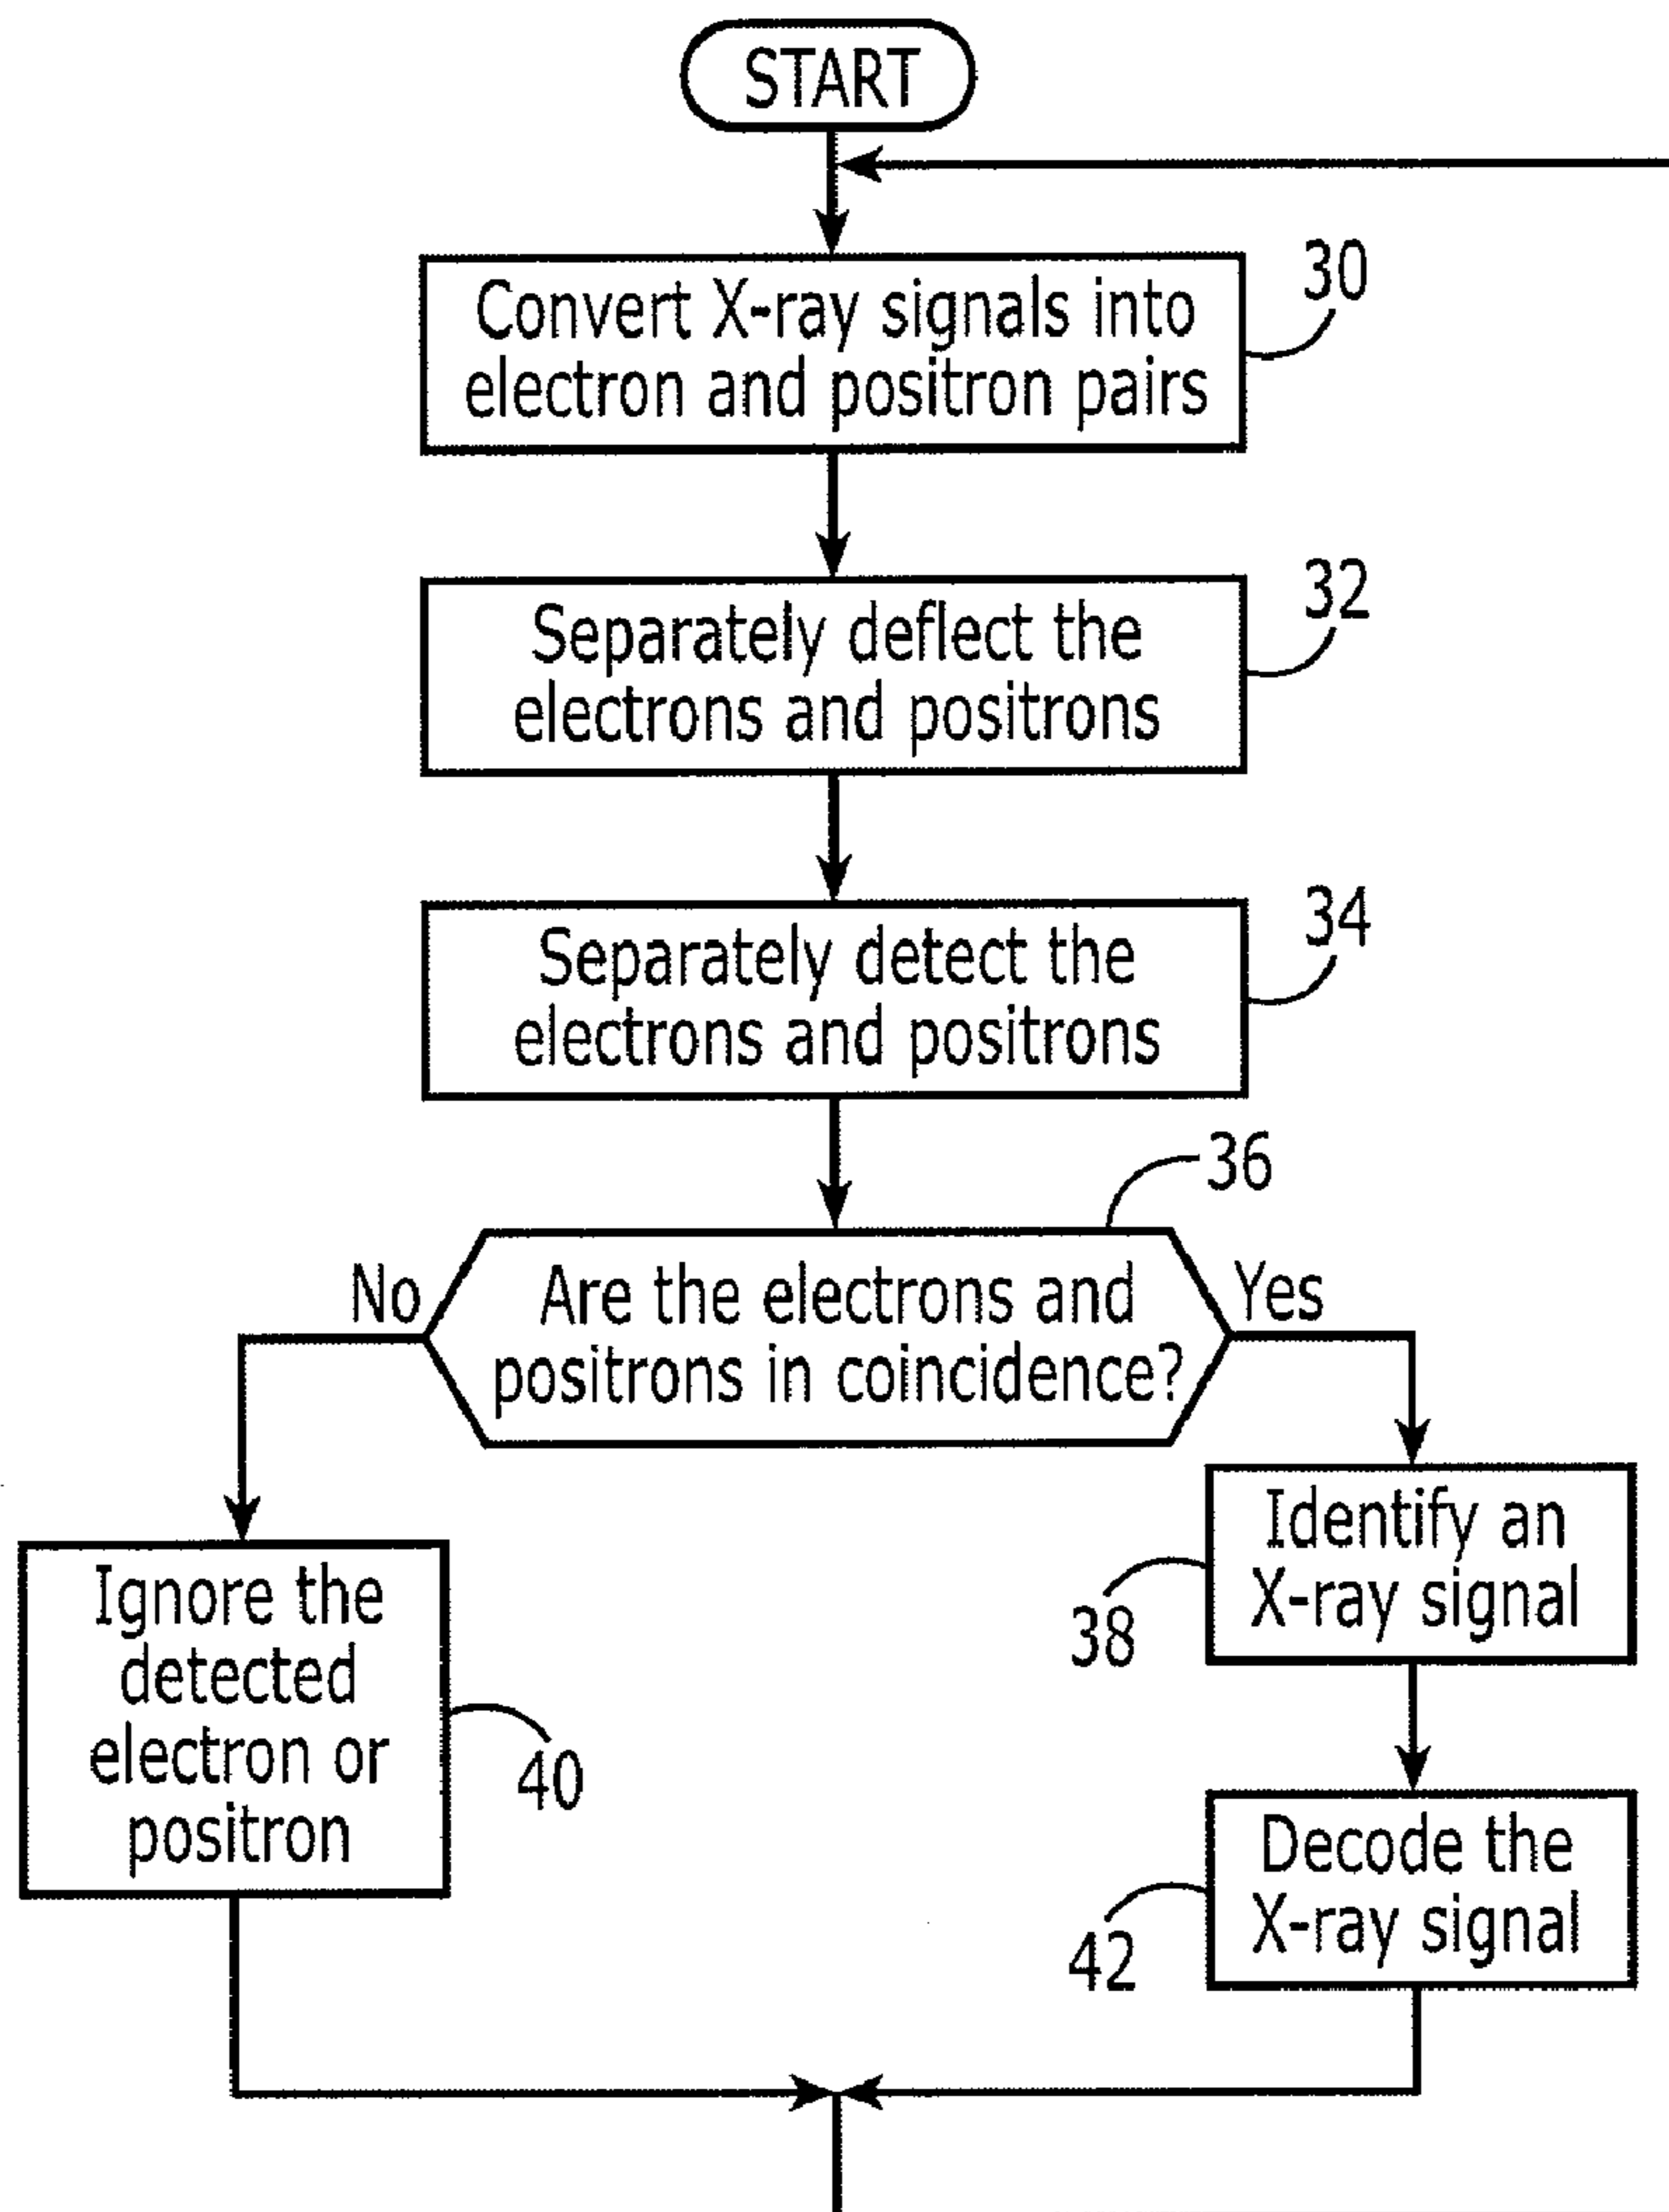 START
30
Convert X-ray signals into
electron and positron pairs
32
Separately deflect the
electrons and positrons
34
Separately detect the
electrons and positrons
36
No
Are the electrons and
positrons in coincidence?
Yes
Identify an
X-ray signal
38
Ignore the
detected
electron or
positron
40
Decode the
X-ray signal
42